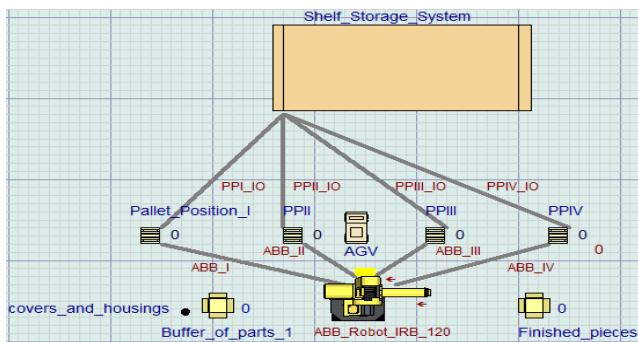 Shelf_Storage_System
PPI_IO PPII_IO PPIII_IO PPIV_IO
Pallet_Position_I PPII PPIII PPIV
0 0 0 0
ABB_II AGV ABB_III 0
ABB_I ABB_IV
covers_and_housings 0 0
Buffer_of_parts_1 ABB_Robot_IRB_120 Finished_pieces